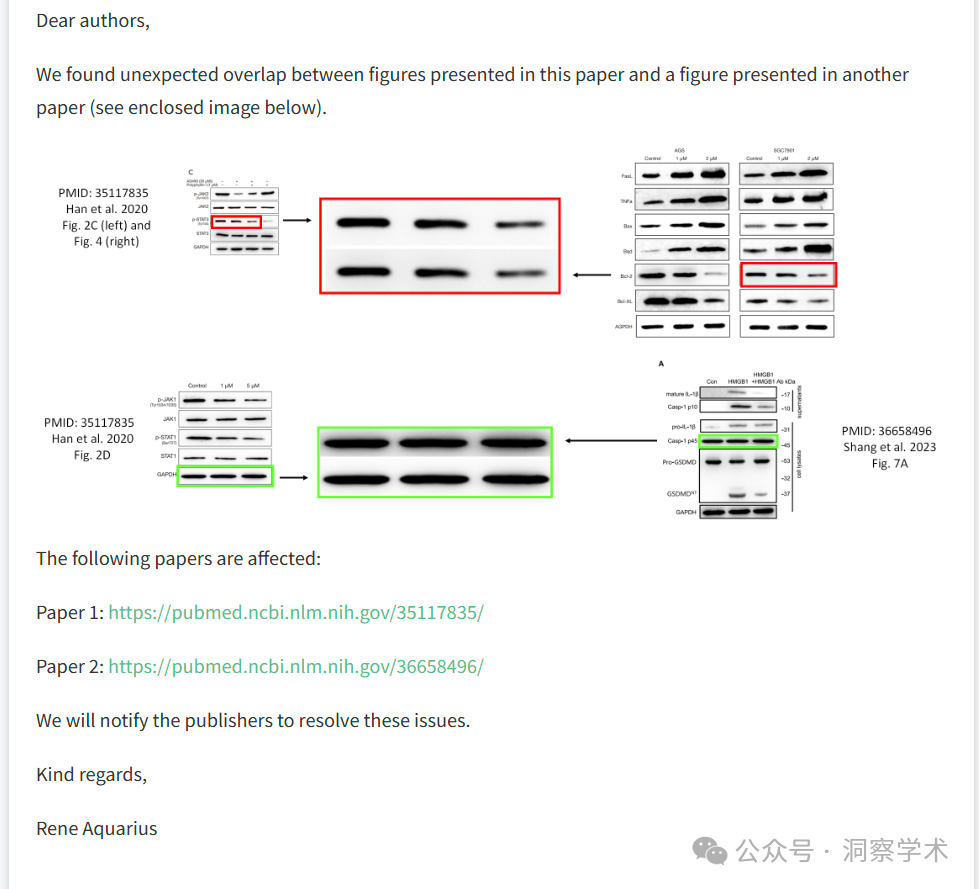 Dear authors,
We found unexpected overlap between figures presented in this paper and a figure presented in another
paper (see enclosed image below).
PMID: 35117835
Han et al. 2020
Fig. 2C (left) and
Fig. 4 (right)
C
p-JAK2
JAK2
p-STAT3
STAT3
GAPDH
AGS
SGC7901
Control 1 μM 2 μM
Control 1 μM 2 μM
FasL
TNFα
Bax
Bad
Bcl-2
Bcl-XL
AGPDH
PMID: 35117835
Han et al. 2020
Fig. 2D
Control 1 μM 5 μM
p-JAK1
JAK1
p-STAT1
STAT1
GAPDH
A
HMGB1
Con HMGB1 +HMGB1 Ab kDa
mature IL-1β
-17
Casp-1 p10
-10
supernatants
pro-IL-1β
-31
Casp-1 p45
-45
Pro-GSDMD
-53
-32
GSDMD
-37
GAPDH
cell lysates
PMID: 36658496
Shang et al. 2023
Fig. 7A
The following papers are affected:
Paper 1: https://pubmed.ncbi.nlm.nih.gov/35117835/
Paper 2: https://pubmed.ncbi.nlm.nih.gov/36658496/
We will notify the publishers to resolve these issues.
Kind regards,
Rene Aquarius
公众号 · 洞察学术